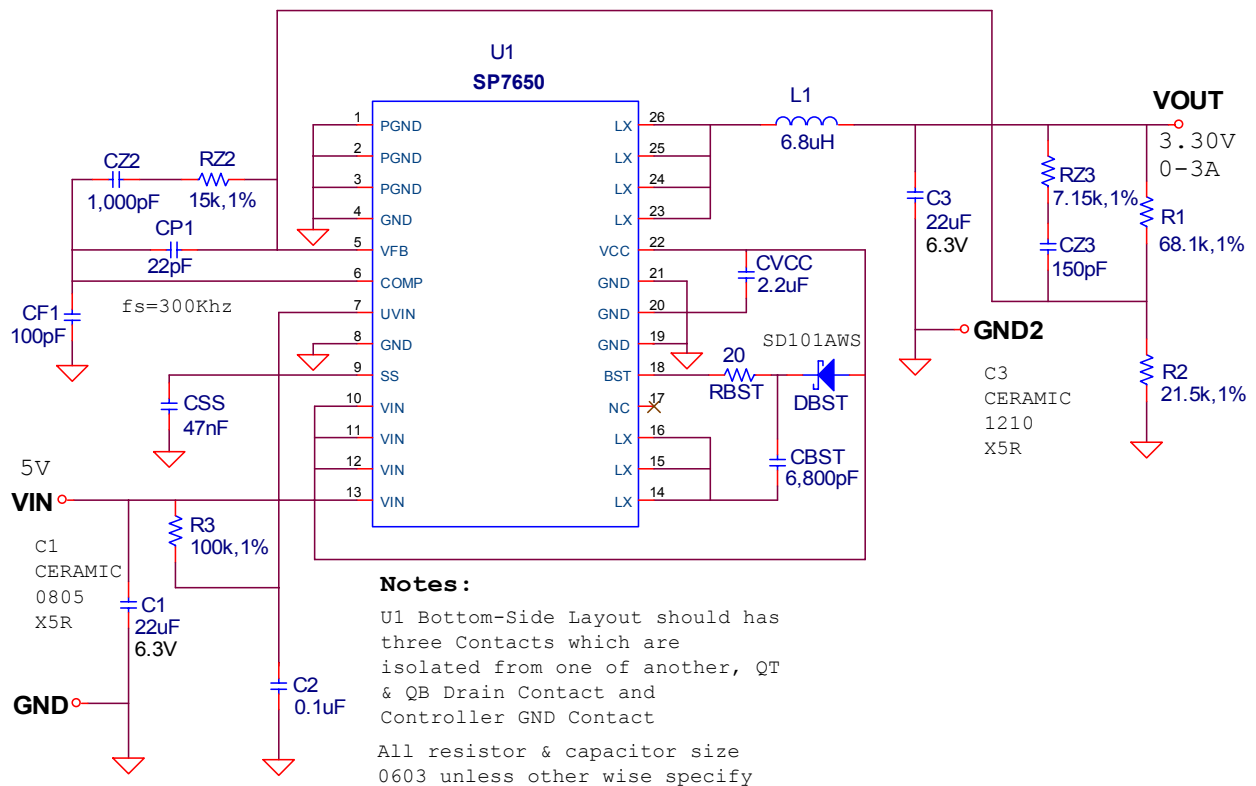 U1
SP7650
1
PGND
2
PGND
3
PGND
4
GND
5
VFB
6
COMP
7
UVIN
8
GND
9
SS
10
VIN
11
VIN
12
VIN
13
VIN
26
LX
25
LX
24
LX
23
LX
22
VCC
21
GND
20
GND
19
GND
18
BST
17
NC
16
LX
15
LX
14
LX
CZ2
1,000pF
RZ2
15k,1%
CP1
22pF
CF1
100pF
fs=300Khz
CSS
47nF
5V
VIN
R3
100k,1%
C1
CERAMIC
0805
X5R
C1
22uF
6.3V
GND
C2
0.1uF
L1
6.8uH
VOUT
3.30V
0-3A
C3
22uF
6.3V
RZ3
7.15k,1%
CZ3
150pF
R1
68.1k,1%
CVCC
2.2uF
GND2
SD101AWS
20
RBST
DBST
CBST
6,800pF
C3
CERAMIC
1210
X5R
R2
21.5k,1%
Notes:
U1 Bottom-Side Layout should has
three Contacts which are
isolated from one of another, QT
& QB Drain Contact and
Controller GND Contact
All resistor & capacitor size
0603 unless other wise specify